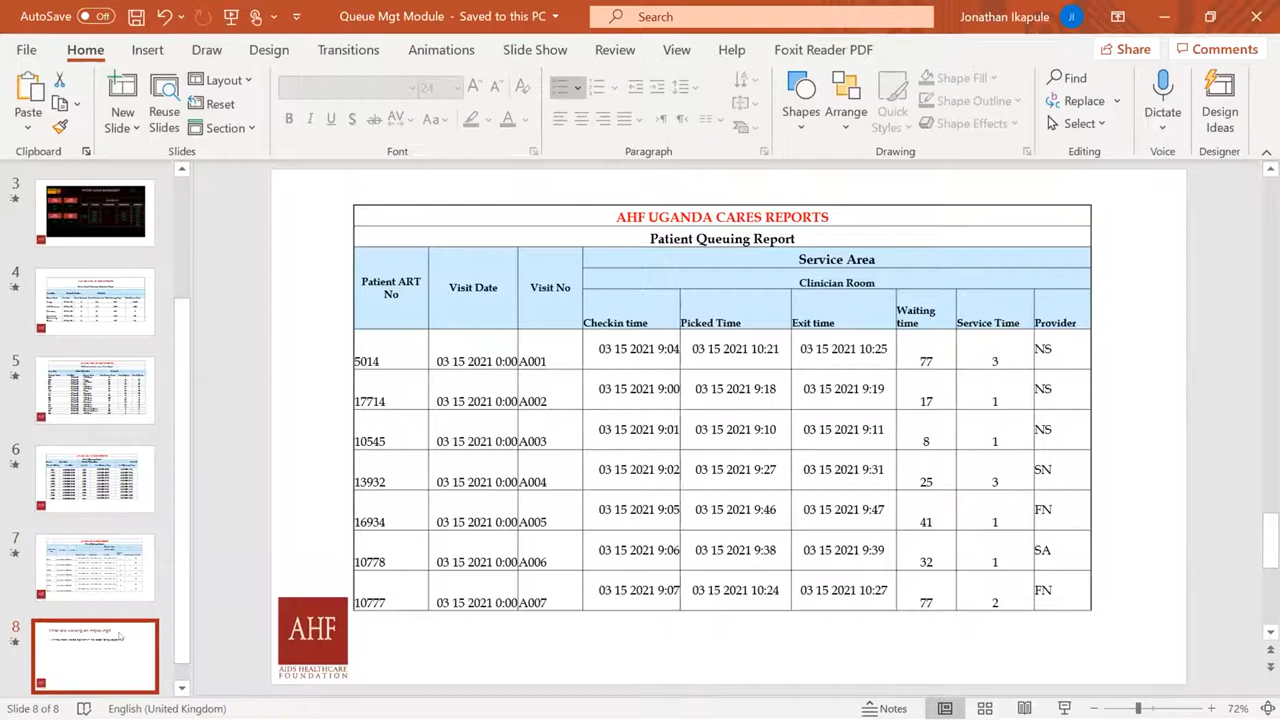 AutoSave Off Queue Mgt Module - Saved to this PC Search Jonathan Ikapule JI
File Home Insert Draw Design Transitions Animations Slide Show Review View Help Foxit Reader PDF Share Comments
Paste New Slide Reuse Slides Layout Reset Section 24 Shapes Arrange Quick Styles Shape Fill Shape Outline Shape Effects Find Replace Select Dictate Design Ideas
Clipboard Slides Font Paragraph Drawing Editing Voice Designer
3
4
5
6
7
8
AHF UGANDA CARES REPORTS
Patient Queuing Report
Service Area
Clinician Room
Patient ART No Visit Date Visit No Checkin time Picked Time Exit time Waiting time Service Time Provider
5014 03 15 2021 0:00 A001 03 15 2021 9:04 03 15 2021 10:21 03 15 2021 10:25 77 3 NS
17714 03 15 2021 0:00 A002 03 15 2021 9:00 03 15 2021 9:18 03 15 2021 9:19 17 1 NS
10545 03 15 2021 0:00 A003 03 15 2021 9:01 03 15 2021 9:10 03 15 2021 9:11 8 1 NS
13932 03 15 2021 0:00 A004 03 15 2021 9:02 03 15 2021 9:27 03 15 2021 9:31 25 3 SN
16934 03 15 2021 0:00 A005 03 15 2021 9:05 03 15 2021 9:46 03 15 2021 9:47 41 1 FN
10778 03 15 2021 0:00 A006 03 15 2021 9:06 03 15 2021 03 15 2021 9:39 32 1 SA
10777 03 15 2021 0:00 A007 03 15 2021 9:07 03 15 2021 10:24 03 15 2021 10:27 77 2 FN
AHF
AIDS HEALTHCARE
FOUNDATION
Slide 8 of 8 English (United Kingdom) Notes 72%